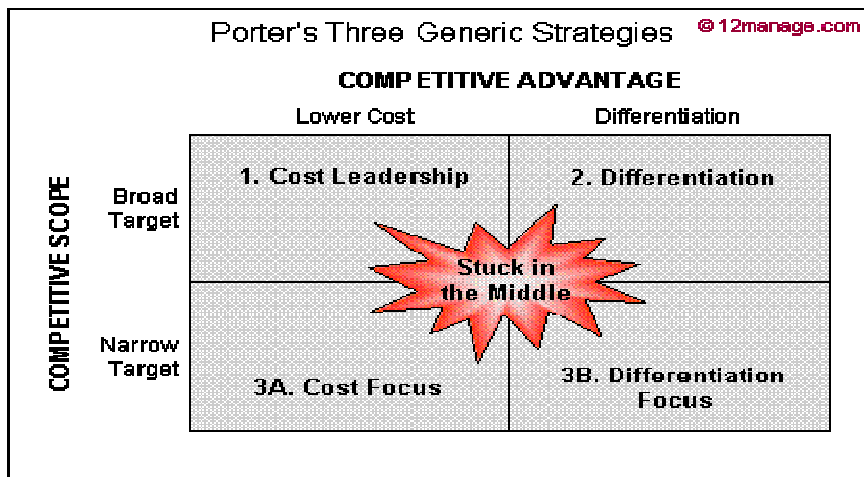 Porter's Three Generic Strategies
© 12manage.com
COMPETITIVE ADVANTAGE
Lower Cost
Differentiation
COMPETITIVE SCOPE
Broad
Target
1. Cost Leadership
2. Differentiation
Stuck in
the Middle
Narrow
Target
3A. Cost Focus
3B. Differentiation
Focus